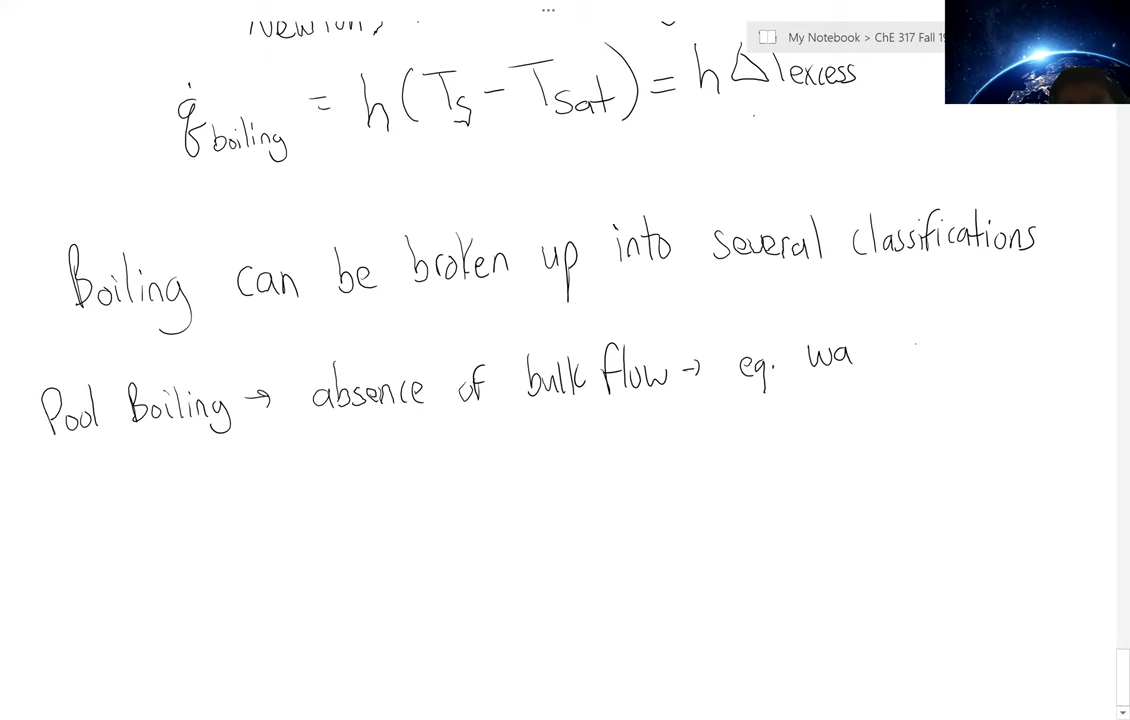 My Notebook > ChE 317 Fall 19
q̇boiling = h(Ts - Tsat) = hΔTexcess
Boiling can be broken up into several classifications
Pool Boiling → absence of bulk flow → eg. wa